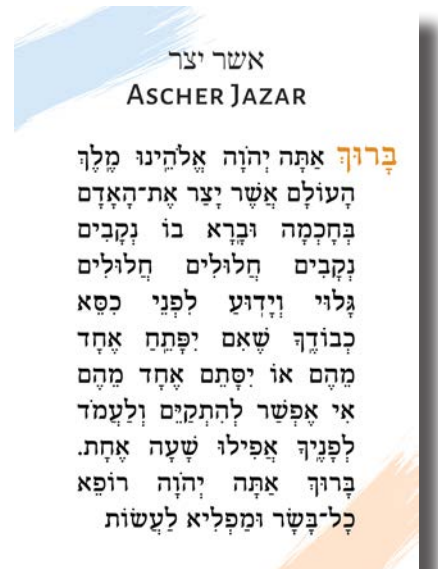 אשר יצר
ASCHER JAZAR
בָּרוּךְ אַתָּה יְהֹוָה אֱלֹהֵינוּ מֶלֶךְ
הָעוֹלָם אֲשֶׁר יָצַר אֶת־הָאָדָם
בְּחָכְמָה וּבָרָא בוֹ נְקָבִים
נְקָבִים חֲלוּלִים חֲלוּלִים
גָּלוּי וְיָדוּעַ לִפְנֵי כִסֵּא
כְבוֹדֶךָ שֶׁאִם יִפָּתֵחַ אֶחָד
מֵהֶם אוֹ יִסָּתֵם אֶחָד מֵהֶם
אִי אֶפְשַׁר לְהִתְקַיֵּם וְלַעֲמֹד
לְפָנֶיךָ אֲפִילוּ שָׁעָה אֶחָת.
בָּרוּךְ אַתָּה יְהֹוָה רוֹפֵא
כָל־בָּשָׂר וּמַפְלִיא לַעֲשׂוֹת